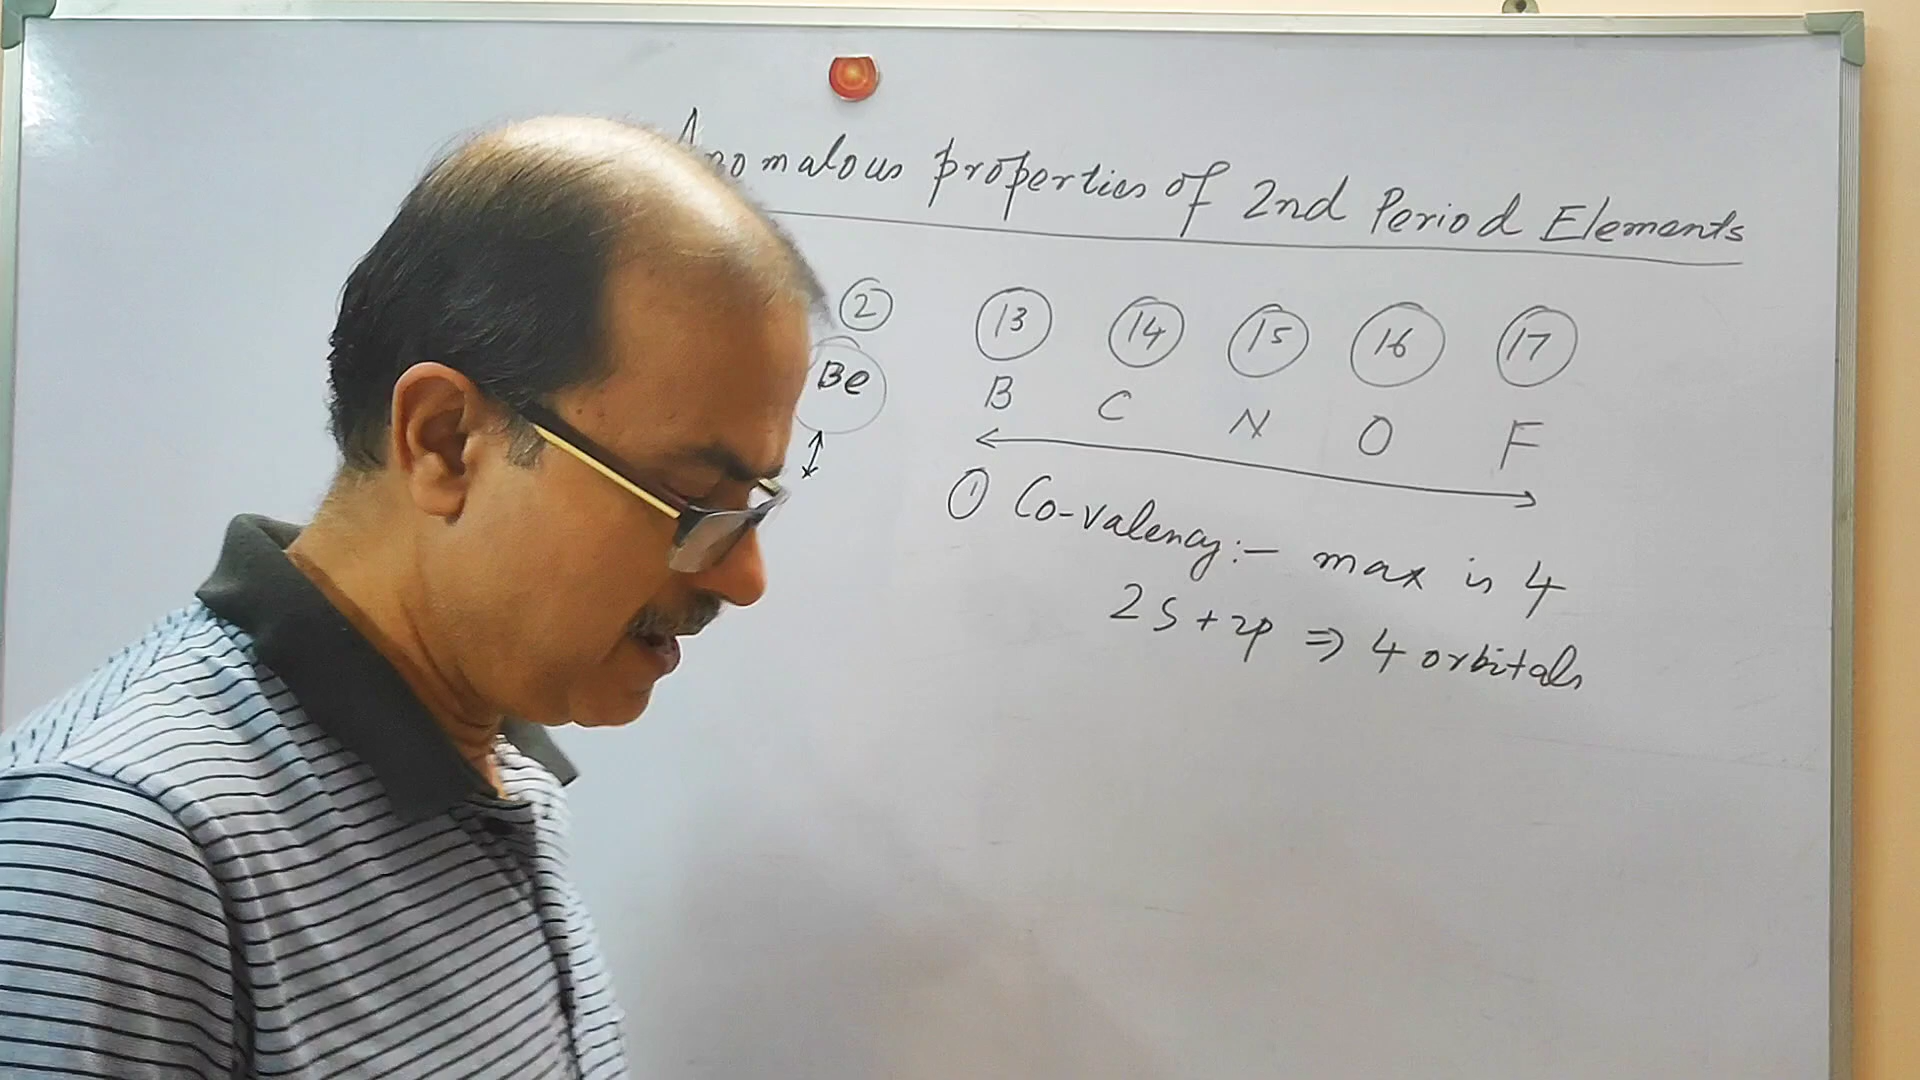 Anomalous properties of 2nd Period Elements
2 13 14 15 16 17
Be B C N O F
① Co-valency:- max is 4
2S + 2p ⇒ 4 orbitals